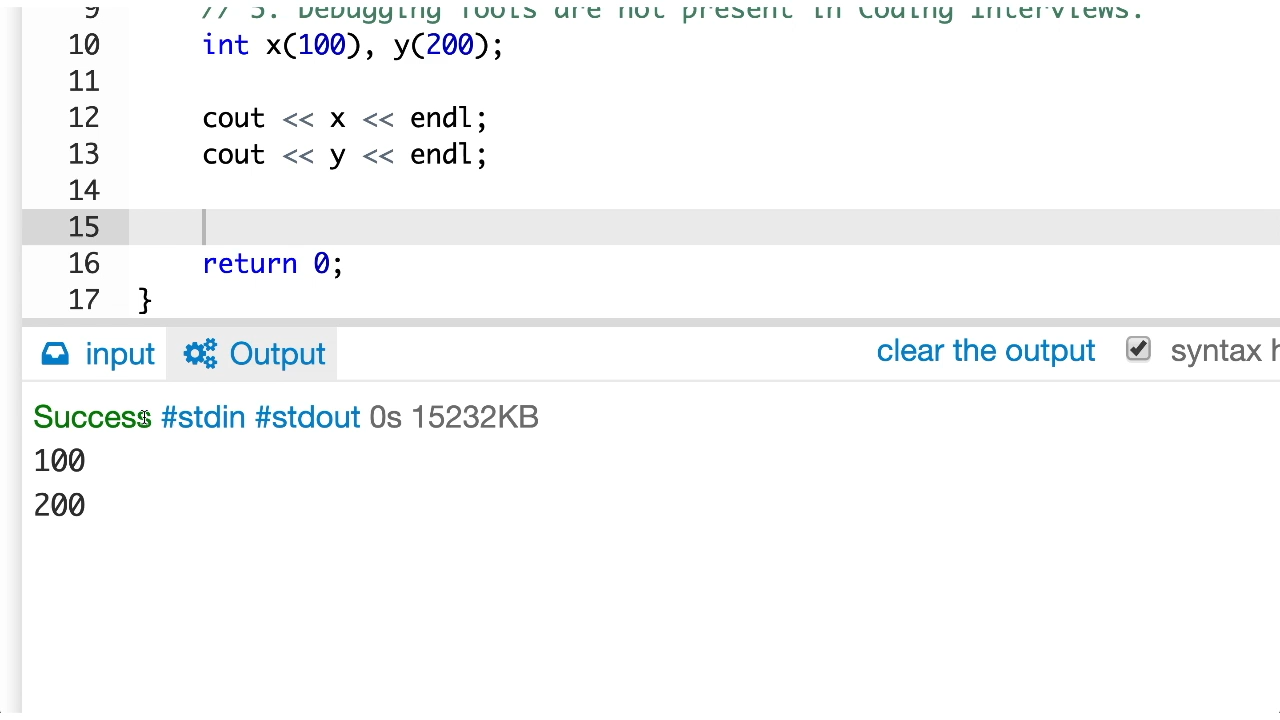 9 // 3. Debugging Tools are not present in Coding Interviews.
10 int x(100), y(200);
11
12 cout << x << endl;
13 cout << y << endl;
14
15
16 return 0;
17 }
input Output clear the output syntax h
Success #stdin #stdout 0s 15232KB
100
200